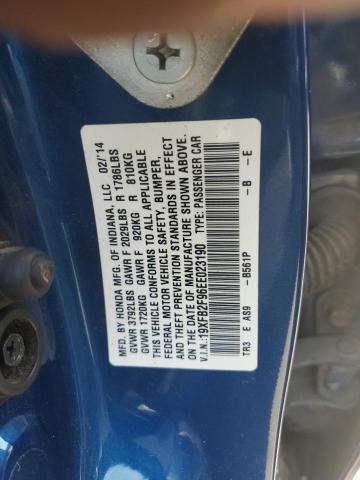 MFD. BY HONDA MFG. OF INDIANA, LLC 02/14
GVWR 3792LBS GAWR F 2029LBS R 1786LBS
GVWR 1720KG GAWR F 920KG R 810KG
THIS VEHICLE CONFORMS TO ALL APPLICABLE
FEDERAL MOTOR VEHICLE SAFETY, BUMPER,
AND THEFT PREVENTION STANDARDS IN EFFECT
ON THE DATE OF MANUFACTURE SHOWN ABOVE.
V.I.N.:19XFB2F96EE023190 TYPE: PASSENGER CAR
TR3 E AS9 - B561P - B - E